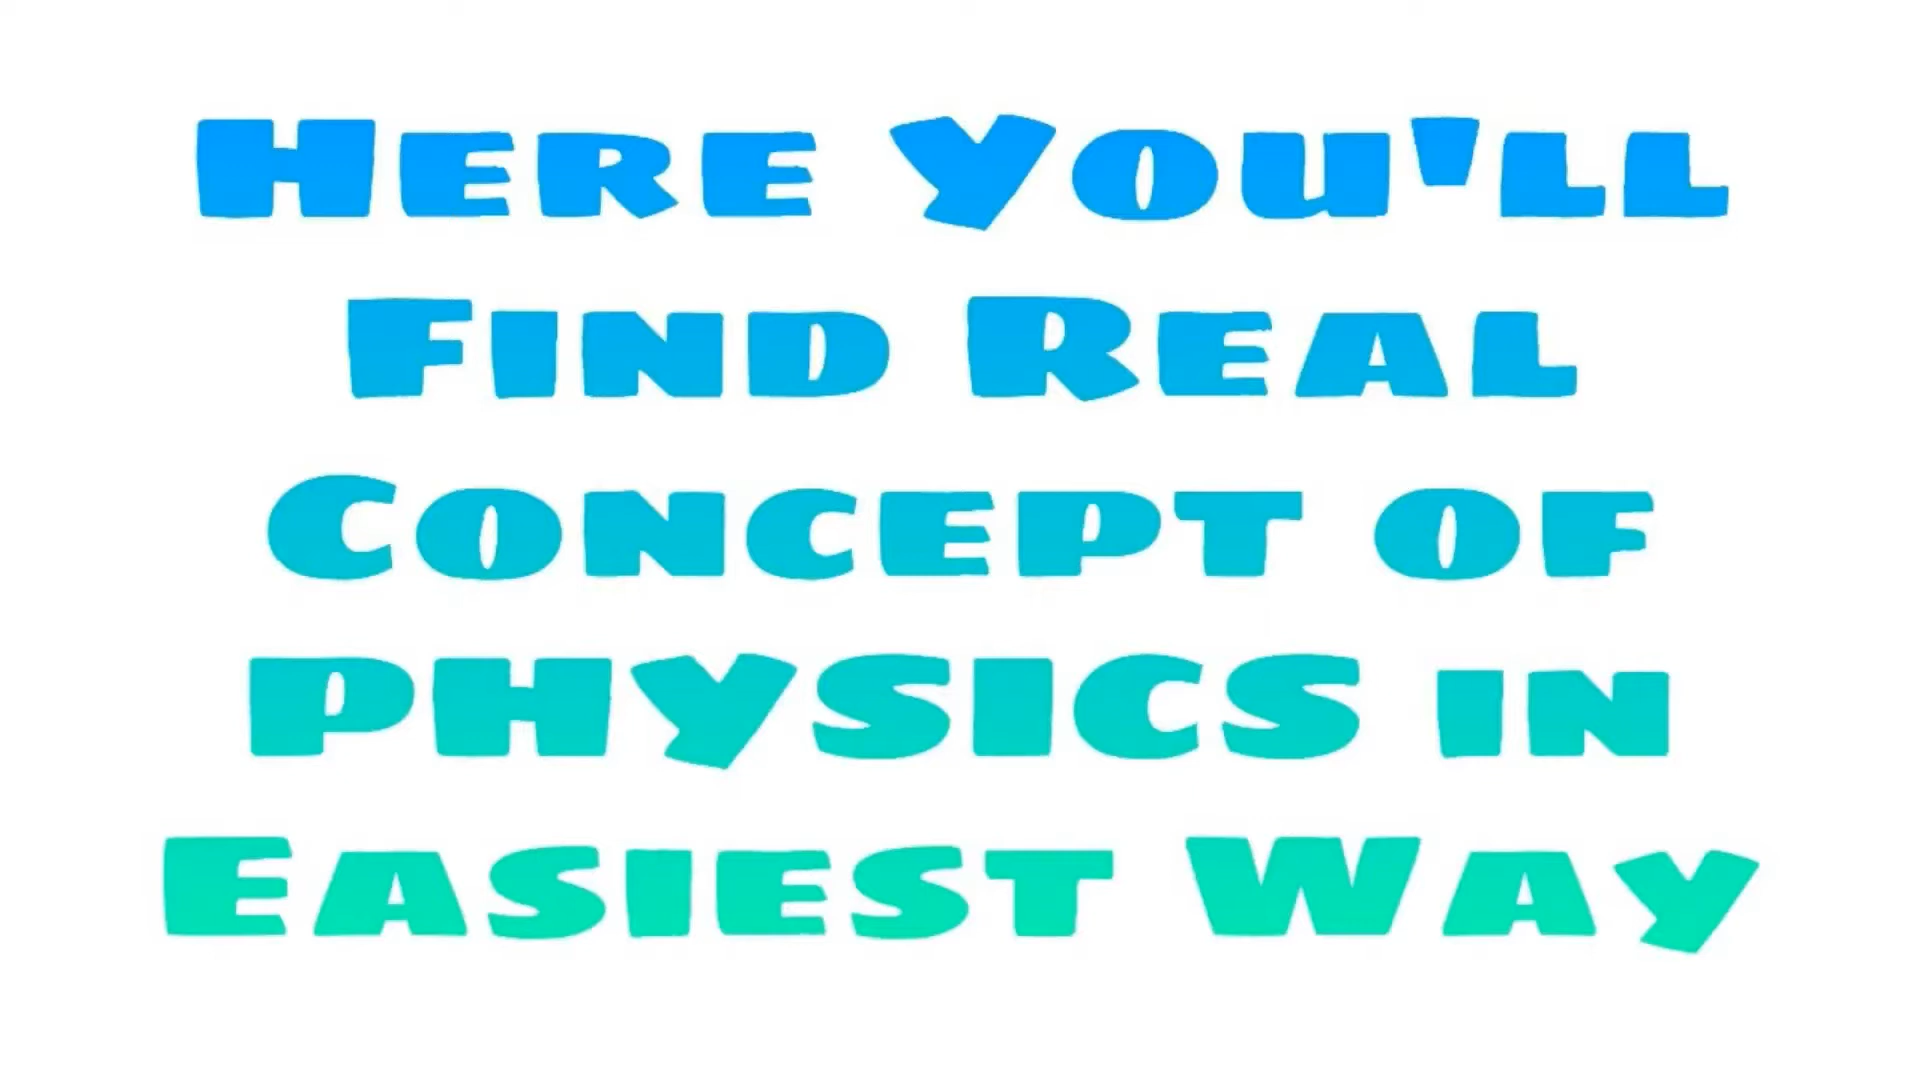 Here You'll
Find Real
Concept of
PHYSICS in
Easiest Way